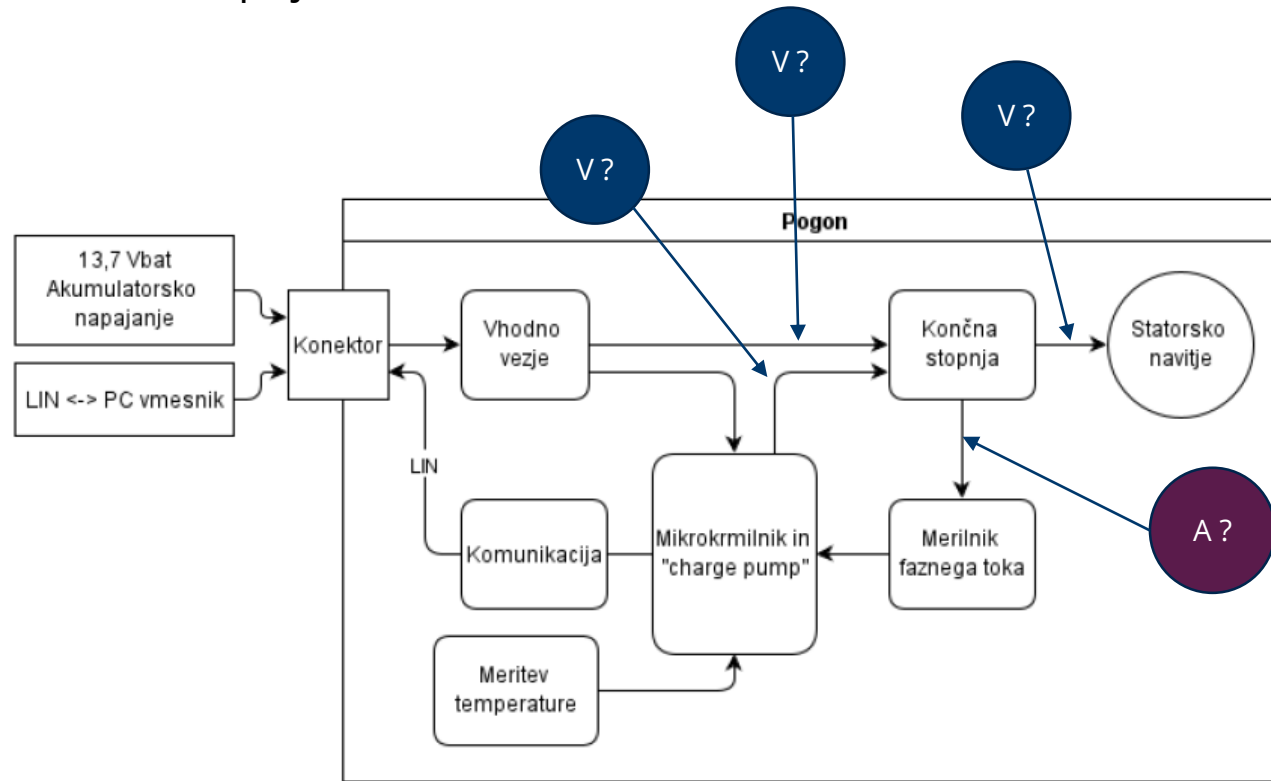 V ?
V ?
V ?
Pogon
13,7 Vbat
Akumulatorsko
napajanje
LIN <-> PC vmesnik
Konektor
Vhodno
vezje
Končna
stopnja
Statorsko
navitje
LIN
Komunikacija
Mikrokrmilnik in
"charge pump"
Merilnik
faznega toka
A ?
Meritev
temperature